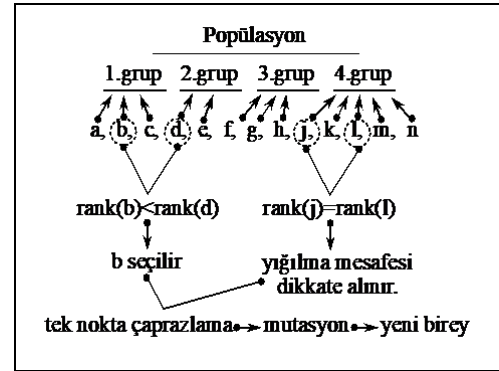 Popülasyon
1.grup 2.grup 3.grup 4.grup
a, b, c, d, e, f, g, h, j, k, l, m, n
rank(b)<rank(d) rank(j)=rank(l)
b seçilir yığılma mesafesi
dikkate alınır.
tek nokta çaprazlama mutasyon yeni birey